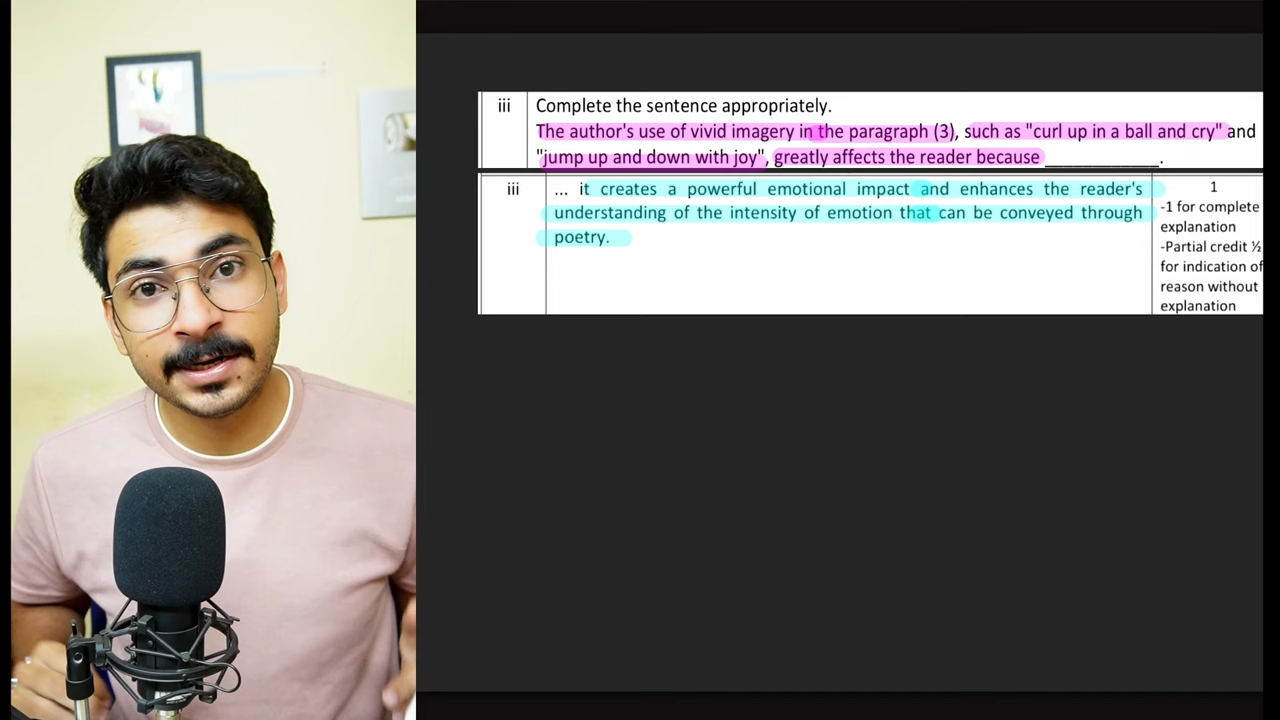 iii Complete the sentence appropriately.
The author's use of vivid imagery in the paragraph (3), such as "curl up in a ball and cry" and
"jump up and down with joy", greatly affects the reader because____________.
iii ... it creates a powerful emotional impact and enhances the reader's 1
understanding of the intensity of emotion that can be conveyed through -1 for complete
poetry. explanation
-Partial credit ½
for indication of
reason without
explanation